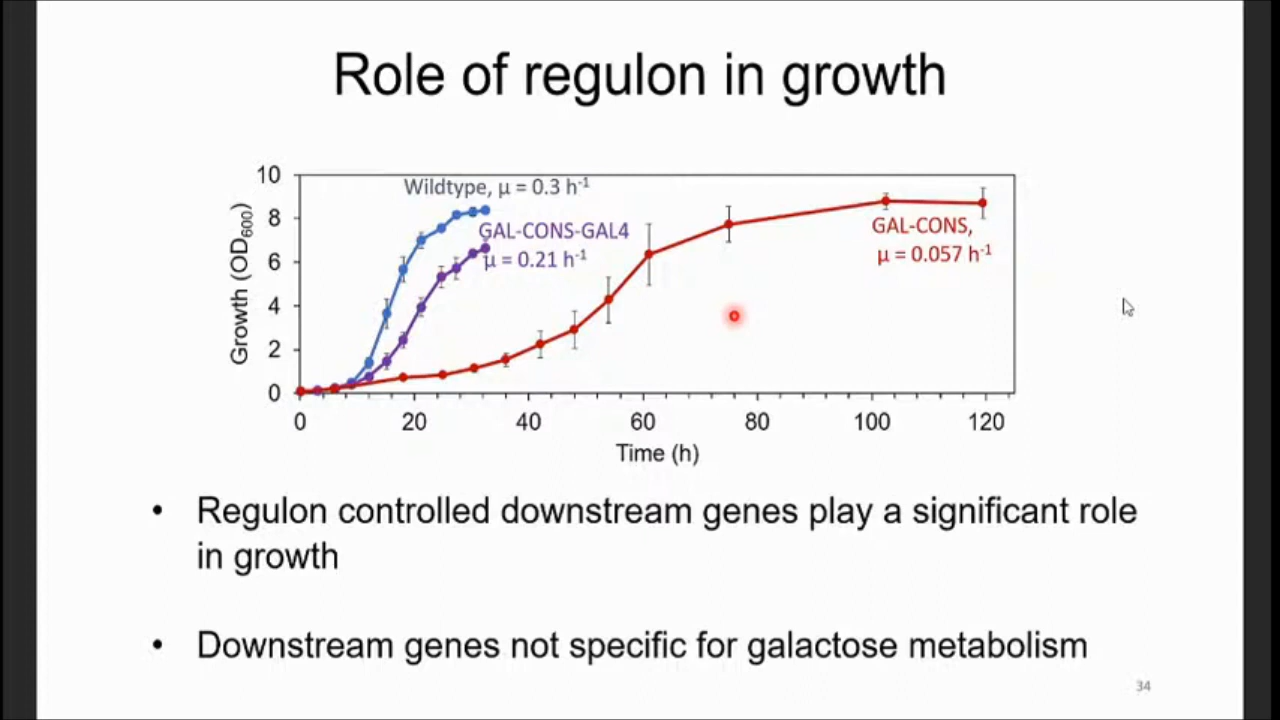 Role of regulon in growth
10
8
6
4
2
0
Growth (OD₆₀₀)
Wildtype, μ = 0.3 h⁻¹
GAL-CONS-GAL4
μ = 0.21 h⁻¹
GAL-CONS,
μ = 0.057 h⁻¹
0 20 40 60 80 100 120
Time (h)
• Regulon controlled downstream genes play a significant role
in growth
• Downstream genes not specific for galactose metabolism
34